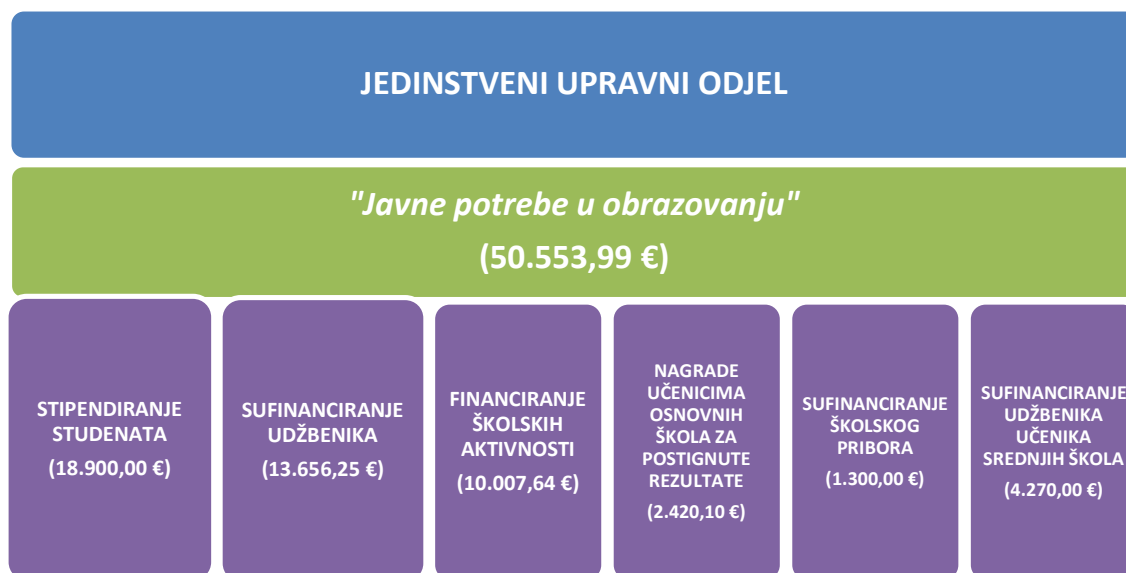 JEDINSTVENI UPRAVNI ODJEL
"Javne potrebe u obrazovanju"
(50.553,99 €)
STIPENDIRANJE
STUDENATA
(18.900,00 €)
SUFINANCIRANJE
UDŽBENIKA
(13.656,25 €)
FINANCIRANJE
ŠKOLSKIH
AKTIVNOSTI
(10.007,64 €)
NAGRADE
UČENICIMA
OSNOVNIH
ŠKOLA ZA
POSTIGNUTE
REZULTATE
(2.420,10 €)
SUFINANCIRANJE
ŠKOLSKOG
PRIBORA
(1.300,00 €)
SUFINANCIRANJE
UDŽBENIKA
UČENIKA
SREDNJIH ŠKOLA
(4.270,00 €)